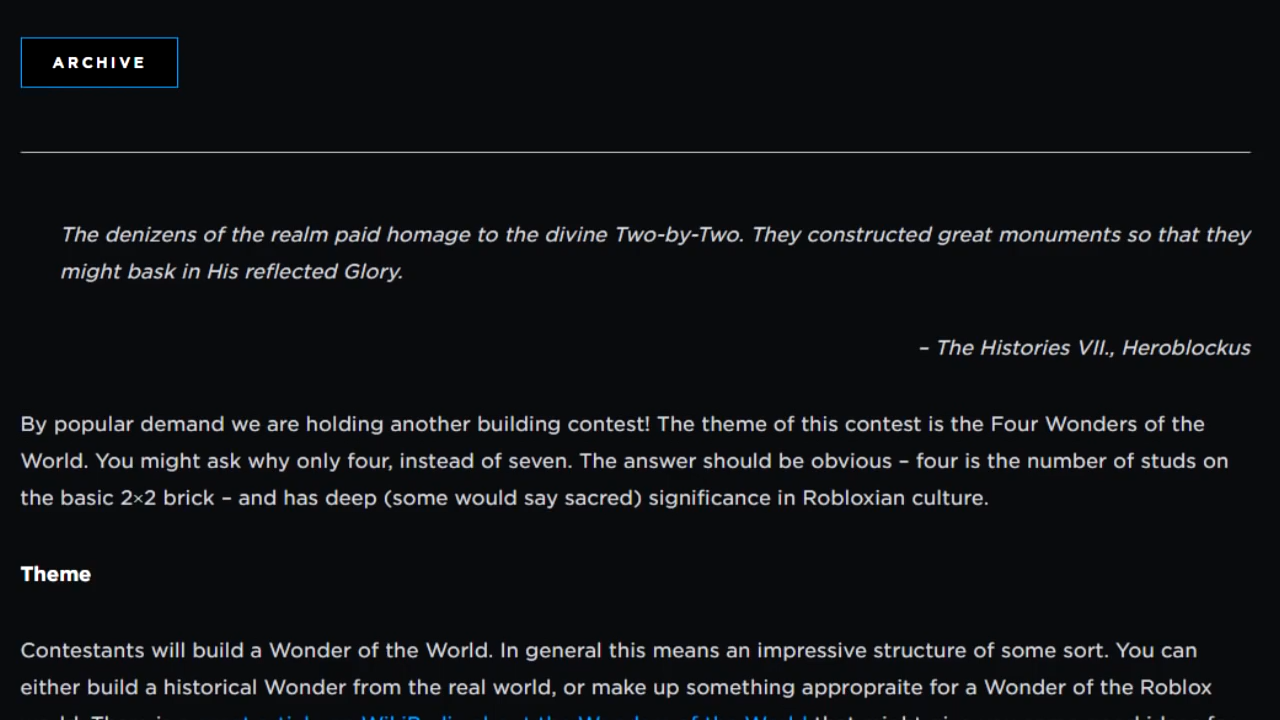 ARCHIVE
The denizens of the realm paid homage to the divine Two-by-Two. They constructed great monuments so that they
might bask in His reflected Glory.
– The Histories VII., Heroblockus
By popular demand we are holding another building contest! The theme of this contest is the Four Wonders of the
World. You might ask why only four, instead of seven. The answer should be obvious – four is the number of studs on
the basic 2×2 brick – and has deep (some would say sacred) significance in Robloxian culture.
Theme
Contestants will build a Wonder of the World. In general this means an impressive structure of some sort. You can
either build a historical Wonder from the real world, or make up something appropraite for a Wonder of the Roblox